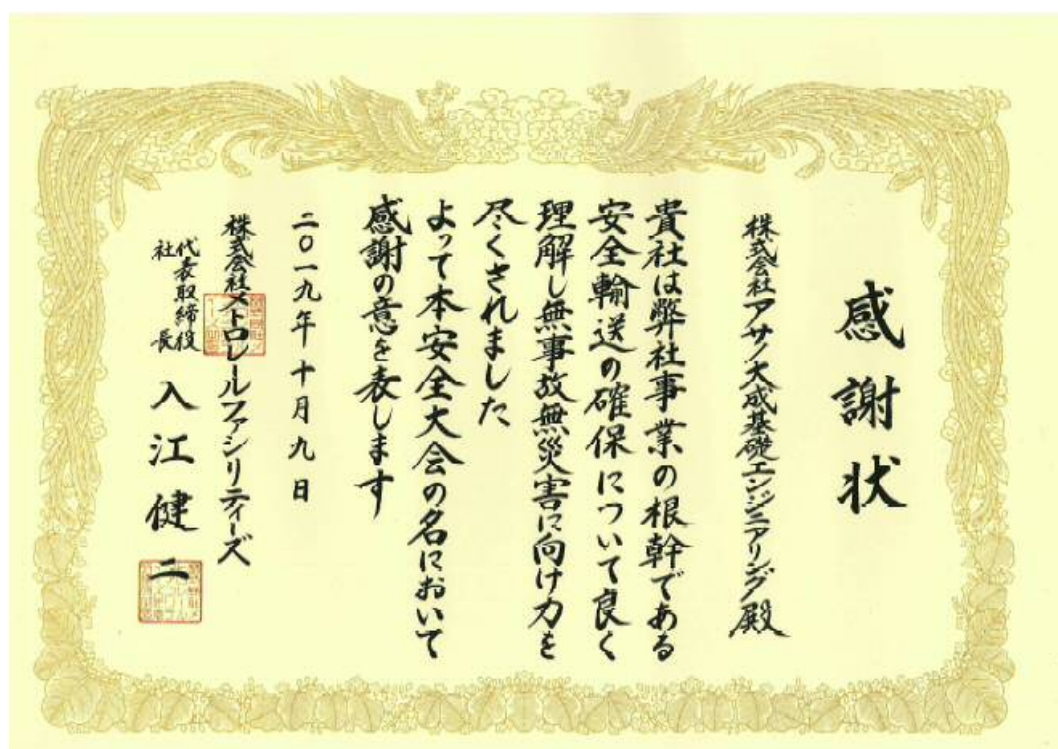 感謝状
株式会社アサノ大成基礎エンジニアリング殿
貴社は弊社事業の根幹である
安全輸送の確保について良く
理解し無事故無災害に向け力を
尽くされました
よって本安全大会の名において
感謝の意を表します
二〇一九年十月九日
株式会社メトロレールファシリティーズ
代表取締役
社長
入江健二